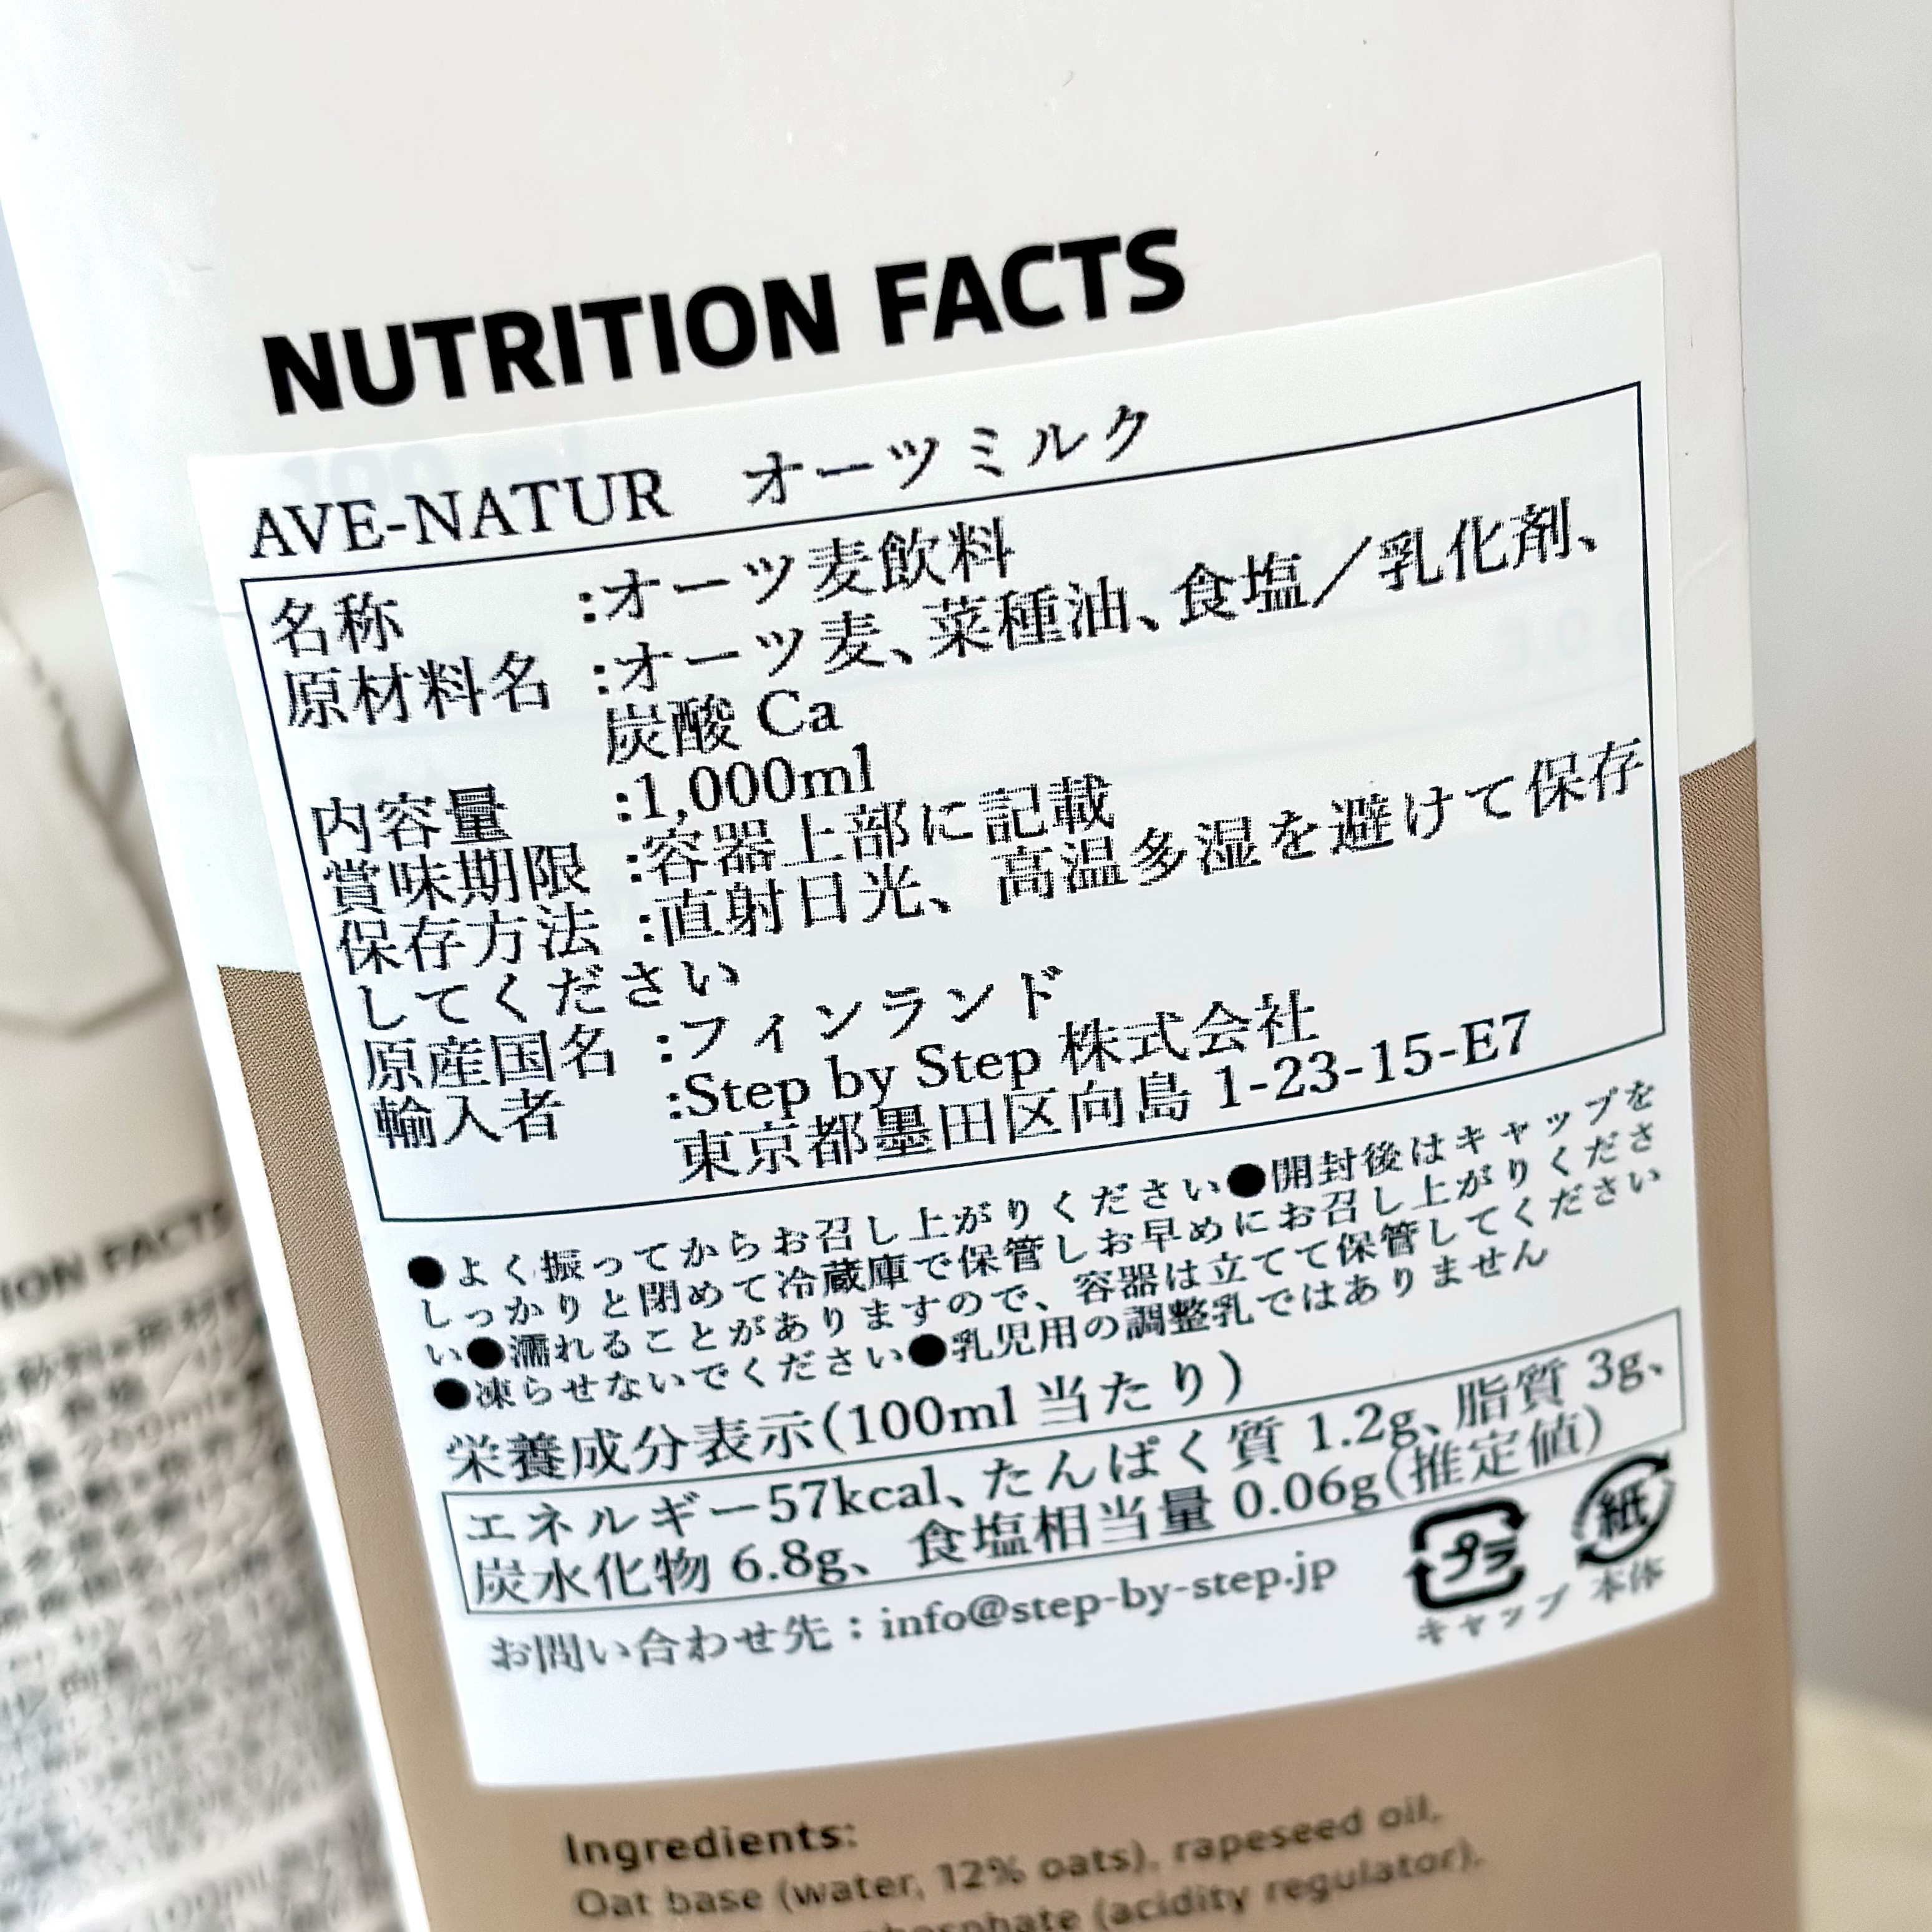 NUTRITION FACTS
AVE-NATUR オーツミルク
名称 :オーツ麦飲料
原材料名 :オーツ麦、菜種油、食塩/乳化剤、
炭酸 Ca
内容量 :1,000ml
賞味期限 :容器上部に記載
保存方法 :直射日光、高温多湿を避けて保存
してください
原産国名 :フィンランド
輸入者 :Step by Step 株式会社
東京都墨田区向島 1-23-15-E7
●よく振ってからお召し上がりください●開封後はキャップを
しっかりと閉めて冷蔵庫で保管しお早めにお召し上がりくださ
い●濡れることがありますので、容器は立てて保管してください
●凍らせないでください●乳児用の調整乳ではありません
栄養成分表示(100ml 当たり)
エネルギー57kcal、たんぱく質 1.2g、脂質 3g、
炭水化物 6.8g、食塩相当量 0.06g(推定値)
お問い合わせ先：info@step-by-step.jp
プラ 紙
キャップ 本体
Ingredients:
Oat base (water, 12% oats), rapeseed oil,
phosphate (acidity regulator),
ION FACTS